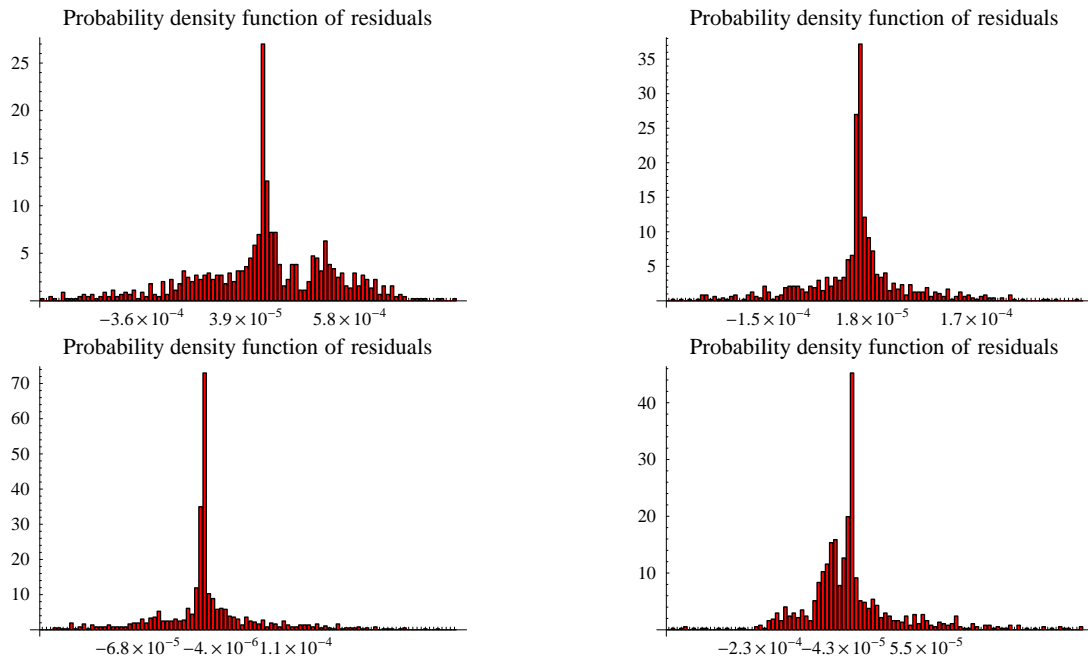 Probability density function of residuals
25
20
15
10
5
−3.6 × 10⁻⁴ 3.9 × 10⁻⁵ 5.8 × 10⁻⁴
Probability density function of residuals
35
30
25
20
15
10
5
−1.5 × 10⁻⁴ 1.8 × 10⁻⁵ 1.7 × 10⁻⁴
Probability density function of residuals
70
60
50
40
30
20
10
−6.8 × 10⁻⁵ −4. × 10⁻⁶ 1.1 × 10⁻⁴
Probability density function of residuals
40
30
20
10
−2.3 × 10⁻⁴ −4.3 × 10⁻⁵ 5.5 × 10⁻⁵